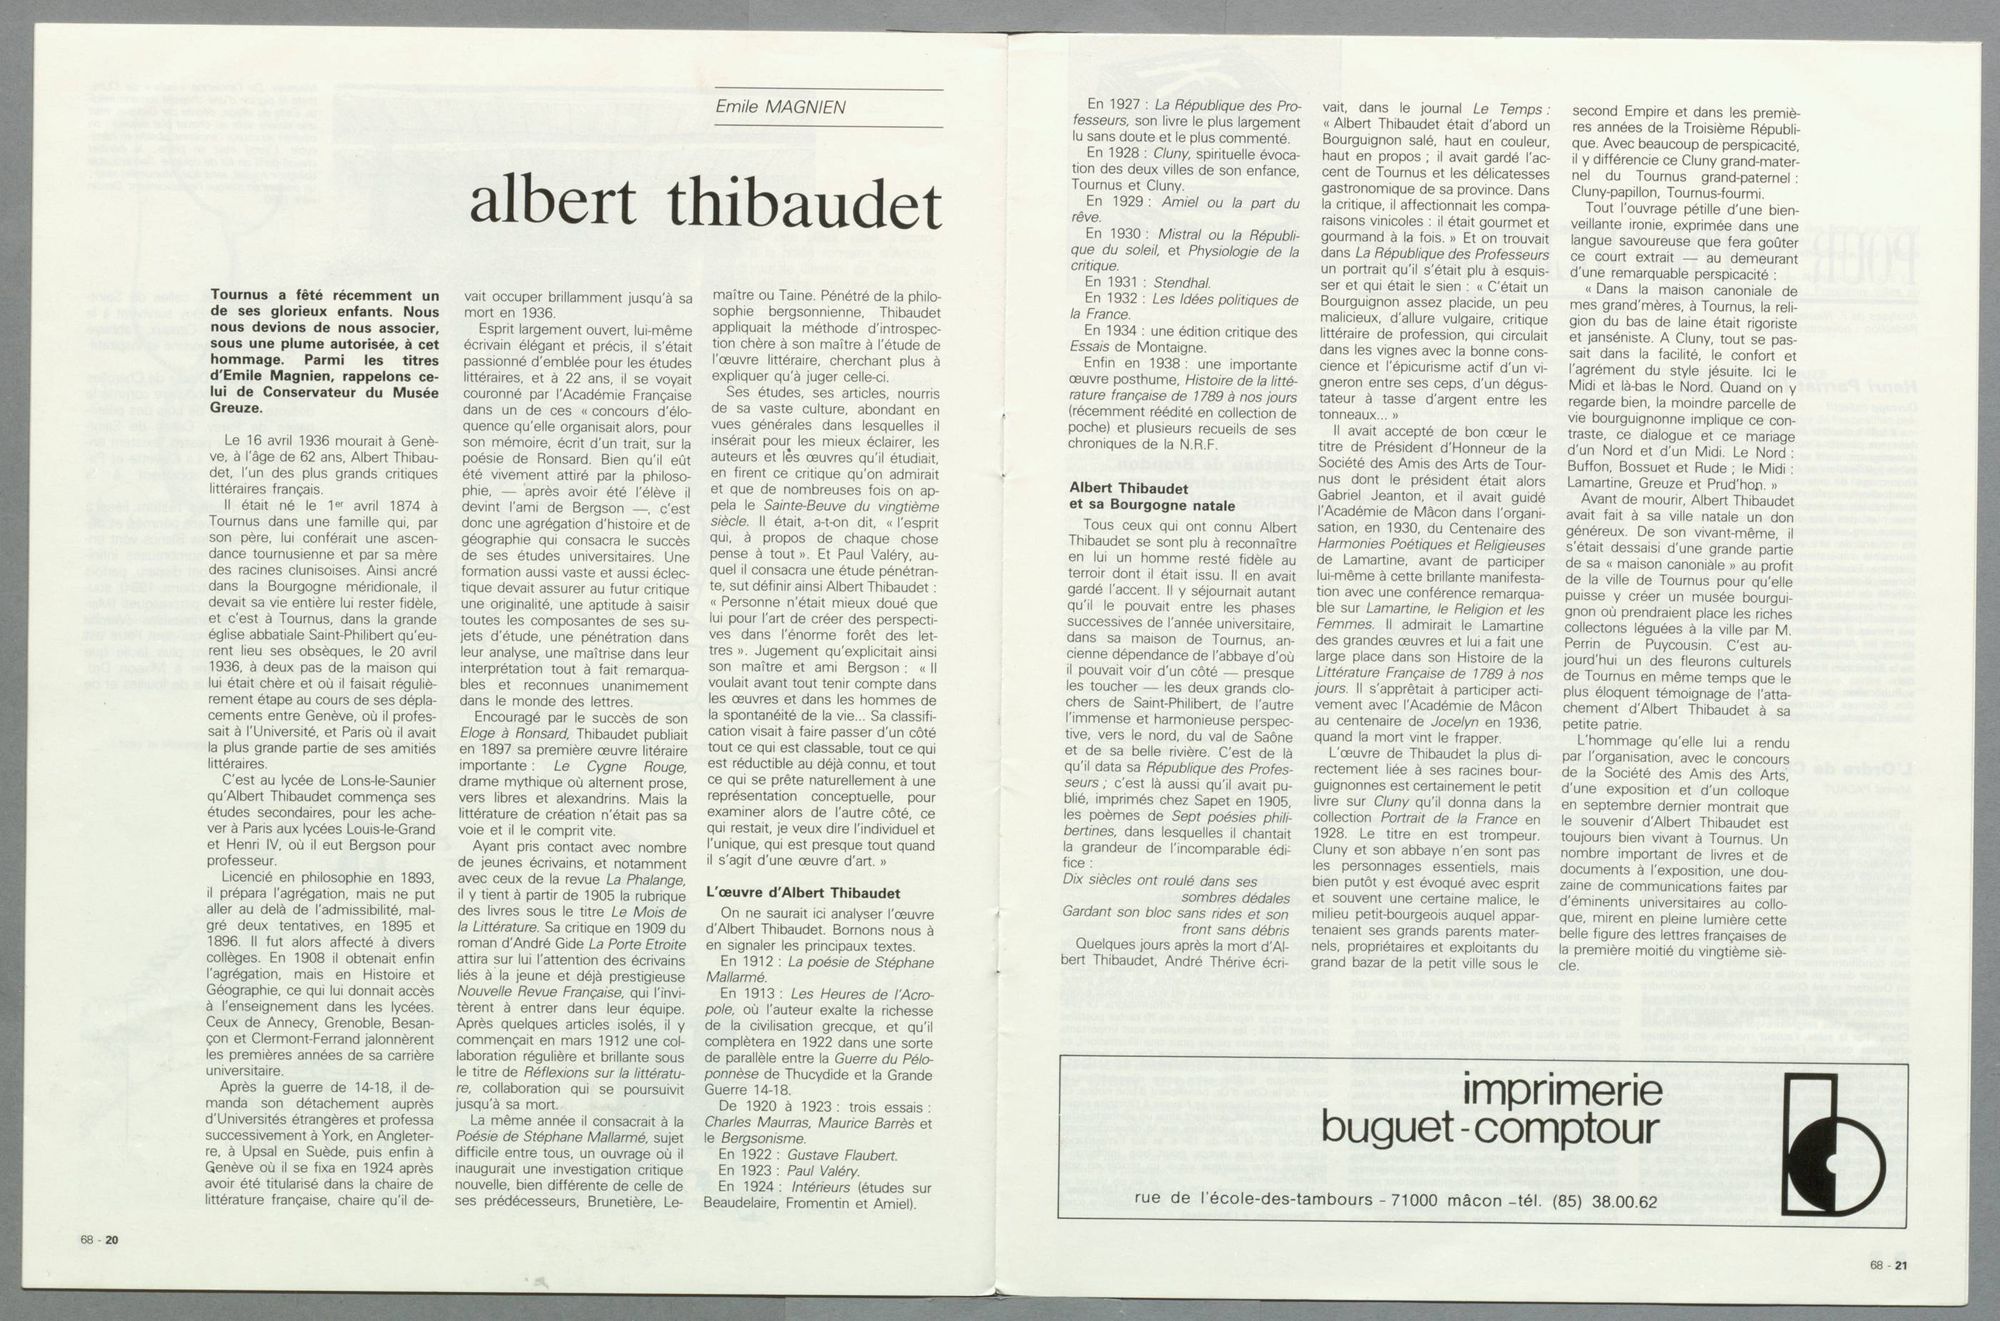 Emile MAGNIEN
albert thibaudet
Tournus a fêté récemment un
de ses glorieux enfants. Nous
nous devions de nous associer,
sous une plume autorisée, à cet
hommage. Parmi les titres
d'Emile Magnien, rappelons ce-
lui de Conservateur du Musée
Greuze.
Le 16 avril 1936 mourait à Genè-
ve, à l'âge de 62 ans, Albert Thibau-
det, l'un des plus grands critiques
littéraires français.
Il était né le 1er avril 1874 à
Tournus dans une famille qui, par
son père, lui conférait une ascen-
dance tournusienne et par sa mère
des racines clunisoises. Ainsi ancré
dans la Bourgogne méridionale, il
devait sa vie entière lui rester fidèle,
et c'est à Tournus, dans la grande
église abbatiale Saint-Philibert qu'eu-
rent lieu ses obsèques, le 20 avril
1936, à deux pas de la maison qui
lui était chère et où il faisait réguliè-
rement étape au cours de ses dépla-
cements entre Genève, où il profes-
sait à l'Université, et Paris où il avait
la plus grande partie de ses amitiés
littéraires.
C'est au lycée de Lons-le-Saunier
qu'Albert Thibaudet commença ses
études secondaires, pour les ache-
ver à Paris aux lycées Louis-le-Grand
et Henri IV, où il eut Bergson pour
professeur.
Licencié en philosophie en 1893,
il prépara l'agrégation, mais ne put
aller au delà de l'admissibilité, mal-
gré deux tentatives, en 1895 et
1896. Il fut alors affecté à divers
collèges. En 1908 il obtenait enfin
l'agrégation, mais en Histoire et
Géographie, ce qui lui donnait accès
à l'enseignement dans les lycées.
Ceux de Annecy, Grenoble, Besan-
çon et Clermont-Ferrand jalonnèrent
les premières années de sa carrière
universitaire.
Après la guerre de 14-18, il de-
manda son détachement auprès
d'Universités étrangères et professa
successivement à York, en Angleter-
re, à Upsal en Suède, puis enfin à
Genève où il se fixa en 1924 après
avoir été titularisé dans la chaire de
littérature française, chaire qu'il de-
vait occuper brillamment jusqu'à sa
mort en 1936.
Esprit largement ouvert, lui-même
écrivain élégant et précis, il s'était
passionné d'emblée pour les études
littéraires, et à 22 ans, il se voyait
couronné par l'Académie Française
dans un de ces « concours d'élo-
quence qu'elle organisait alors, pour
son mémoire, écrit d'un trait, sur la
poésie de Ronsard. Bien qu'il eût
été vivement attiré par la philoso-
phie, — après avoir été l'élève il
devint l'ami de Bergson —, c'est
donc une agrégation d'histoire et de
géographie qui consacra le succès
de ses études universitaires. Une
formation aussi vaste et aussi éclec-
tique devait assurer au futur critique
une originalité, une aptitude à saisir
toutes les composantes de ses su-
jets d'étude, une pénétration dans
leur analyse, une maîtrise dans leur
interprétation tout à fait remarqua-
bles et reconnues unanimement
dans le monde des lettres.
Encouragé par le succès de son
Eloge à Ronsard, Thibaudet publiait
en 1897 sa première œuvre litéraire
importante : Le Cygne Rouge,
drame mythique où alternent prose,
vers libres et alexandrins. Mais la
littérature de création n'était pas sa
voie et il le comprit vite.
Ayant pris contact avec nombre
de jeunes écrivains, et notamment
avec ceux de la revue La Phalange,
il y tient à partir de 1905 la rubrique
des livres sous le titre Le Mois de
la Littérature. Sa critique en 1909 du
roman d'André Gide La Porte Etroite
attira sur lui l'attention des écrivains
liés à la jeune et déjà prestigieuse
Nouvelle Revue Française, qui l'invi-
tèrent à entrer dans leur équipe.
Après quelques articles isolés, il y
commençait en mars 1912 une col-
laboration régulière et brillante sous
le titre de Réflexions sur la littératu-
re, collaboration qui se poursuivit
jusqu'à sa mort.
La même année il consacrait à la
Poésie de Stéphane Mallarmé, sujet
difficile entre tous, un ouvrage où il
inaugurait une investigation critique
nouvelle, bien différente de celle de
ses prédécesseurs, Brunetière, Le-
maître ou Taine. Pénétré de la philo-
sophie bergsonnienne, Thibaudet
appliquait la méthode d'introspec-
tion chère à son maître à l'étude de
l'œuvre littéraire, cherchant plus à
expliquer qu'à juger celle-ci.
Ses études, ses articles, nourris
de sa vaste culture, abondant en
vues générales dans lesquelles il
insérait pour les mieux éclairer, les
auteurs et les œuvres qu'il étudiait,
en firent ce critique qu'on admirait
et que de nombreuses fois on ap-
pela le Sainte-Beuve du vingtième
siècle. Il était, a-t-on dit, « l'esprit
qui, à propos de chaque chose
pense à tout ». Et Paul Valéry, au-
quel il consacra une étude pénétran-
te, sut définir ainsi Albert Thibaudet :
« Personne n'était mieux doué que
lui pour l'art de créer des perspecti-
ves dans l'énorme forêt des let-
tres ». Jugement qu'explicitait ainsi
son maître et ami Bergson : « Il
voulait avant tout tenir compte dans
les œuvres et dans les hommes de
la spontanéité de la vie... Sa classifi-
cation visait à faire passer d'un côté
tout ce qui est classable, tout ce qui
est réductible au déjà connu, et tout
ce qui se prête naturellement à une
représentation conceptuelle, pour
examiner alors de l'autre côté, ce
qui restait, je veux dire l'individuel et
l'unique, qui est presque tout quand
il s'agit d'une œuvre d'art. »
L'œuvre d'Albert Thibaudet
On ne saurait ici analyser l'œuvre
d'Albert Thibaudet. Bornons nous à
en signaler les principaux textes.
En 1912 : La poésie de Stéphane
Mallarmé.
En 1913 : Les Heures de l'Acro-
pole, où l'auteur exalte la richesse
de la civilisation grecque, et qu'il
complètera en 1922 dans une sorte
de parallèle entre la Guerre du Pélo-
ponnèse de Thucydide et la Grande
Guerre 14-18.
De 1920 à 1923 : trois essais :
Charles Maurras, Maurice Barrès et
le Bergsonisme.
En 1922 : Gustave Flaubert.
En 1923 : Paul Valéry.
En 1924 : Intérieurs (études sur
Beaudelaire, Fromentin et Amiel).
68 - 20
En 1927 : La République des Pro-
fesseurs, son livre le plus largement
lu sans doute et le plus commenté.
En 1928 : Cluny, spirituelle évoca-
tion des deux villes de son enfance,
Tournus et Cluny.
En 1929 : Amiel ou la part du
rêve.
En 1930 : Mistral ou la Républi-
que du soleil, et Physiologie de la
critique.
En 1931 : Stendhal.
En 1932 : Les Idées politiques de
la France.
En 1934 : une édition critique des
Essais de Montaigne.
Enfin en 1938 : une importante
œuvre posthume, Histoire de la litté-
rature française de 1789 à nos jours
(récemment réédité en collection de
poche) et plusieurs recueils de ses
chroniques de la N.R.F.
Albert Thibaudet
et sa Bourgogne natale
Tous ceux qui ont connu Albert
Thibaudet se sont plu à reconnaître
en lui un homme resté fidèle au
terroir dont il était issu. Il en avait
gardé l'accent. Il y séjournait autant
qu'il le pouvait entre les phases
successives de l'année universitaire,
dans sa maison de Tournus, an-
cienne dépendance de l'abbaye d'où
il pouvait voir d'un côté — presque
les toucher — les deux grands clo-
chers de Saint-Philibert, de l'autre
l'immense et harmonieuse perspec-
tive, vers le nord, du val de Saône
et de sa belle rivière. C'est de là
qu'il data sa République des Profes-
seurs ; c'est là aussi qu'il avait pu-
blié, imprimés chez Sapet en 1905,
les poèmes de Sept poésies phili-
bertines, dans lesquelles il chantait
la grandeur de l'incomparable édi-
fice :
Dix siècles ont roulé dans ses
sombres dédales
Gardant son bloc sans rides et son
front sans débris
Quelques jours après la mort d'Al-
bert Thibaudet, André Thérive écri-
vait, dans le journal Le Temps :
« Albert Thibaudet était d'abord un
Bourguignon salé, haut en couleur,
haut en propos ; il avait gardé l'ac-
cent de Tournus et les délicatesses
gastronomique de sa province. Dans
la critique, il affectionnait les compa-
raisons vinicoles : il était gourmet et
gourmand à la fois. » Et on trouvait
dans La République des Professeurs
un portrait qu'il s'était plu à esquis-
ser et qui était le sien : « C'était un
Bourguignon assez placide, un peu
malicieux, d'allure vulgaire, critique
littéraire de profession, qui circulait
dans les vignes avec la bonne cons-
cience et l'épicurisme actif d'un vi-
gneron entre ses ceps, d'un dégus-
tateur à tasse d'argent entre les
tonneaux... »
Il avait accepté de bon cœur le
titre de Président d'Honneur de la
Société des Amis des Arts de Tour-
nus dont le président était alors
Gabriel Jeanton, et il avait guidé
l'Académie de Mâcon dans l'organi-
sation, en 1930, du Centenaire des
Harmonies Poétiques et Religieuses
de Lamartine, avant de participer
lui-même à cette brillante manifesta-
tion avec une conférence remarqua-
ble sur Lamartine, le Religion et les
Femmes. Il admirait le Lamartine
des grandes œuvres et lui a fait une
large place dans son Histoire de la
Littérature Française de 1789 à nos
jours. Il s'apprêtait à participer acti-
vement avec l'Académie de Mâcon
au centenaire de Jocelyn en 1936,
quand la mort vint le frapper.
L'œuvre de Thibaudet la plus di-
rectement liée à ses racines bour-
guignonnes est certainement le petit
livre sur Cluny qu'il donna dans la
collection Portrait de la France en
1928. Le titre en est trompeur.
Cluny et son abbaye n'en sont pas
les personnages essentiels, mais
bien putôt y est évoqué avec esprit
et souvent une certaine malice, le
milieu petit-bourgeois auquel appar-
tenaient ses grands parents mater-
nels, propriétaires et exploitants du
grand bazar de la petit ville sous le
second Empire et dans les premiè-
res années de la Troisième Républi-
que. Avec beaucoup de perspicacité,
il y différencie ce Cluny grand-mater-
nel du Tournus grand-paternel :
Cluny-papillon, Tournus-fourmi.
Tout l'ouvrage pétille d'une bien-
veillante ironie, exprimée dans une
langue savoureuse que fera goûter
ce court extrait — au demeurant
d'une remarquable perspicacité :
« Dans la maison canoniale de
mes grand'mères, à Tournus, la reli-
gion du bas de laine était rigoriste
et janséniste. A Cluny, tout se pas-
sait dans la facilité, le confort et
l'agrément du style jésuite. Ici le
Midi et là-bas le Nord. Quand on y
regarde bien, la moindre parcelle de
vie bourguignonne implique ce con-
traste, ce dialogue et ce mariage
d'un Nord et d'un Midi. Le Nord :
Buffon, Bossuet et Rude ; le Midi :
Lamartine, Greuze et Prud'hon. »
Avant de mourir, Albert Thibaudet
avait fait à sa ville natale un don
généreux. De son vivant-même, il
s'était dessaisi d'une grande partie
de sa « maison canonièle » au profit
de la ville de Tournus pour qu'elle
puisse y créer un musée bourgui-
gnon où prendraient place les riches
collectons léguées à la ville par M.
Perrin de Puycousin. C'est au-
jourd'hui un des fleurons culturels
de Tournus en même temps que le
plus éloquent témoignage de l'atta-
chement d'Albert Thibaudet à sa
petite patrie.
L'hommage qu'elle lui a rendu
par l'organisation, avec le concours
de la Société des Amis des Arts,
d'une exposition et d'un colloque
en septembre dernier montrait que
le souvenir d'Albert Thibaudet est
toujours bien vivant à Tournus. Un
nombre important de livres et de
documents à l'exposition, une dou-
zaine de communications faites par
d'éminents universitaires au collo-
que, mirent en pleine lumière cette
belle figure des lettres françaises de
la première moitié du vingtième siè-
cle.
imprimerie
buguet-comptour
rue de l'école-des-tambours - 71000 mâcon -tél. (85) 38.00.62
68 - 21